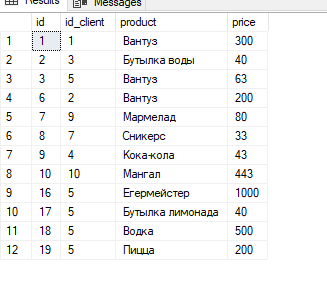 Results Messages
id id_client product price
1 1 1 Вантуз 300
2 2 3 Бутылка воды 40
3 3 5 Вантуз 63
4 6 2 Вантуз 200
5 7 9 Мармелад 80
6 8 7 Сникерс 33
7 9 4 Кока-кола 43
8 10 10 Мангал 443
9 16 5 Егермейстер 1000
10 17 5 Бутылка лимонада 40
11 18 5 Водка 500
12 19 5 Пицца 200